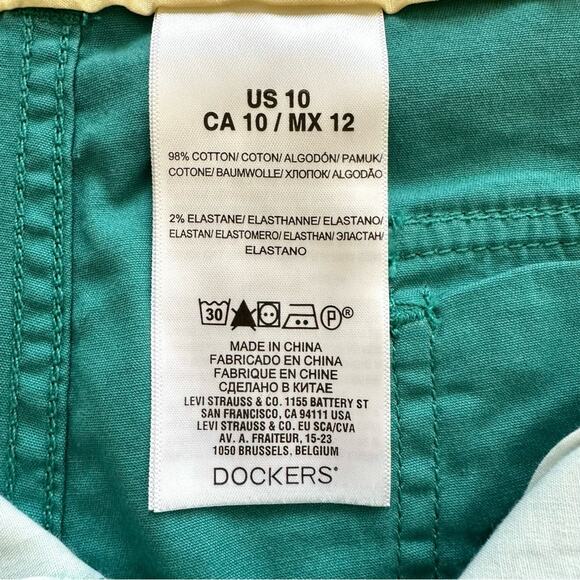 US 10
CA 10 / MX 12
98% COTTON/ COTON/ ALGODÓN/ PAMUK/
COTONE/ BAUMWOLLE/ ХЛОПОК/ ALGODÃO
2% ELASTANE/ ELASTHANNE/ ELASTANO/
ELASTAN/ ELASTOMERO/ ELASTHAN/ ЭЛАСТАН/
ELASTANO
30 P®
MADE IN CHINA
FABRICADO EN CHINA
FABRIQUE EN CHINE
СДЕЛАНО В КИТАЕ
LEVI STRAUSS & CO. 1155 BATTERY ST
SAN FRANCISCO, CA 94111 USA
LEVI STRAUSS & CO. EU SCA/CVA
AV. A. FRAITEUR, 15-23
1050 BRUSSELS, BELGIUM
DOCKERS®